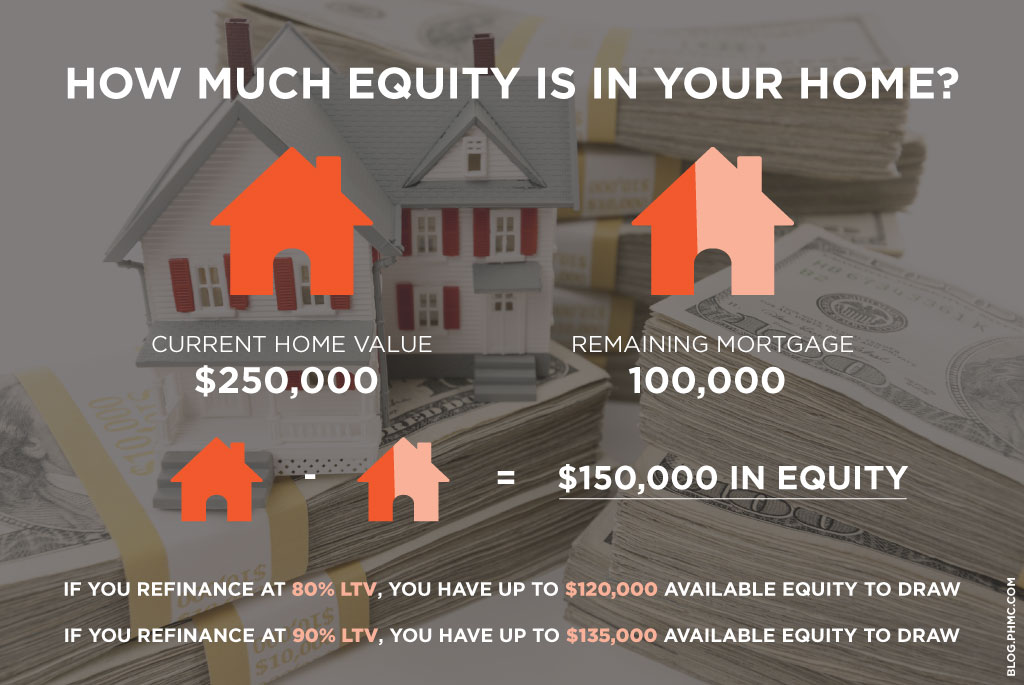 HOW MUCH EQUITY IS IN YOUR HOME?
CURRENT HOME VALUE
$250,000
REMAINING MORTGAGE
100,000
- = $150,000 IN EQUITY
IF YOU REFINANCE AT 80% LTV, YOU HAVE UP TO $120,000 AVAILABLE EQUITY TO DRAW
IF YOU REFINANCE AT 90% LTV, YOU HAVE UP TO $135,000 AVAILABLE EQUITY TO DRAW
BLOG.PHMC.COM